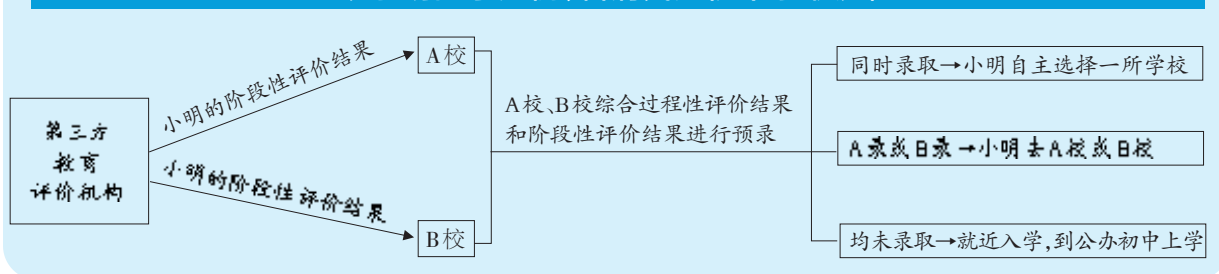 小明的阶段性评价结果
A校
同时录取→小明自主选择一所学校
A校、B校综合过程性评价结果
和阶段性评价结果进行预录
第三方
教育
评价机构
A录或B录→小明去A校或B校
小明的阶段性评价结果
B校
均未录取→就近入学,到公办初中上学